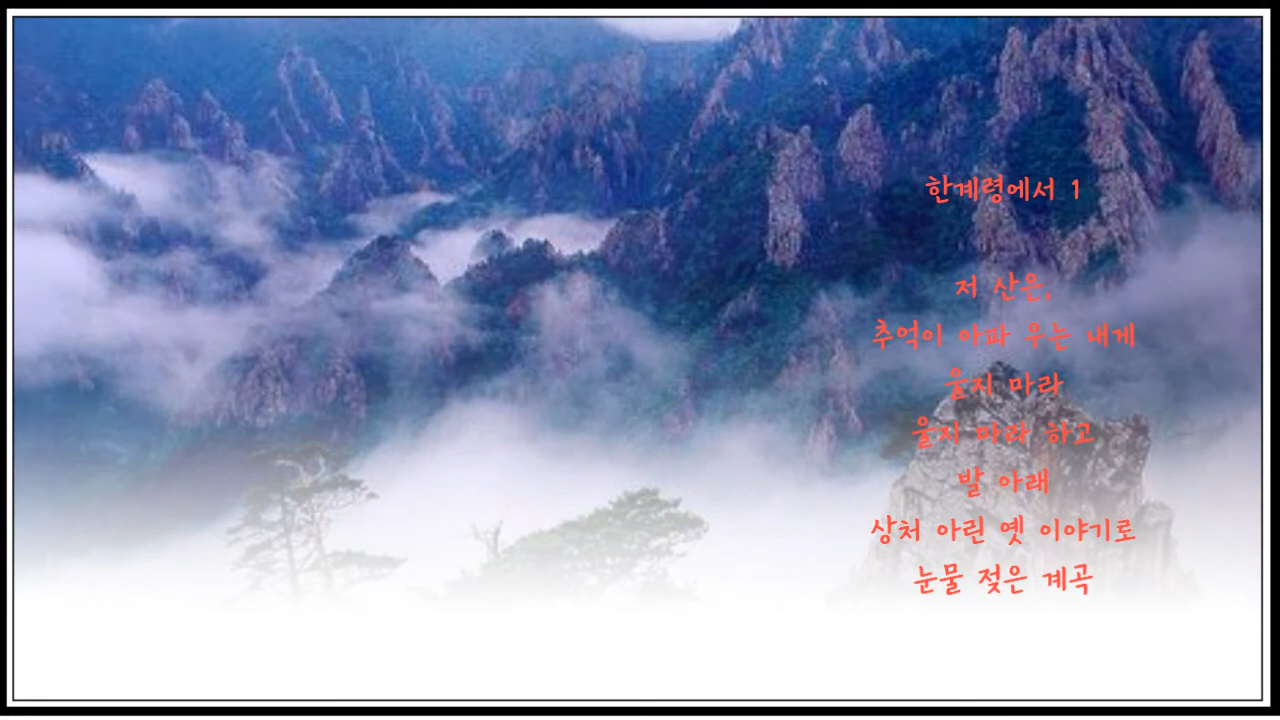 한계령에서 1
저 산은,
추억이 아파 우는 내게
울지 마라
울지 마라 하고
발 아래
상처 아린 옛 이야기로
눈물 젖은 계곡